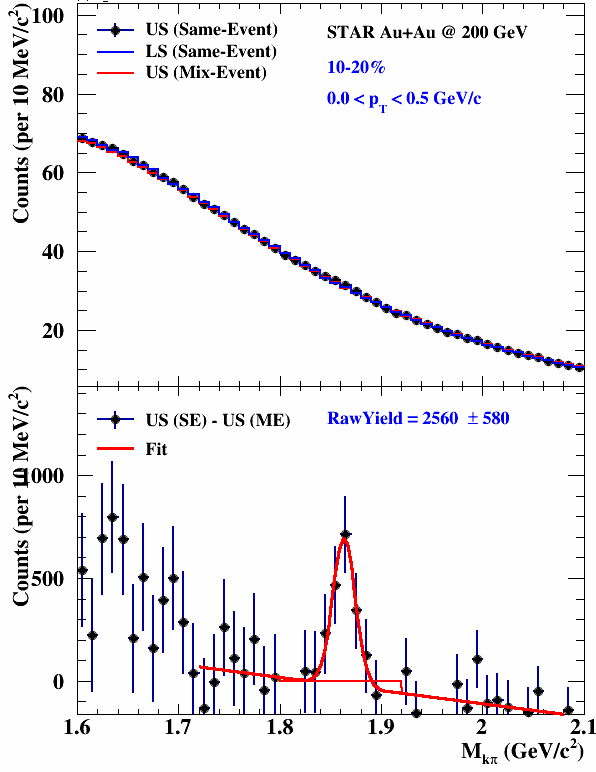 US (Same-Event)
LS (Same-Event)
US (Mix-Event)
STAR Au+Au @ 200 GeV
10-20%
0.0 < p_T < 0.5 GeV/c
Counts (per 10 MeV/c²)
100
80
60
40
20
US (SE) - US (ME)
Fit
RawYield = 2560 ± 580
Counts (per 10 MeV/c²)
1000
500
0
1.6 1.7 1.8 1.9 2 2.1
M_kπ (GeV/c²)